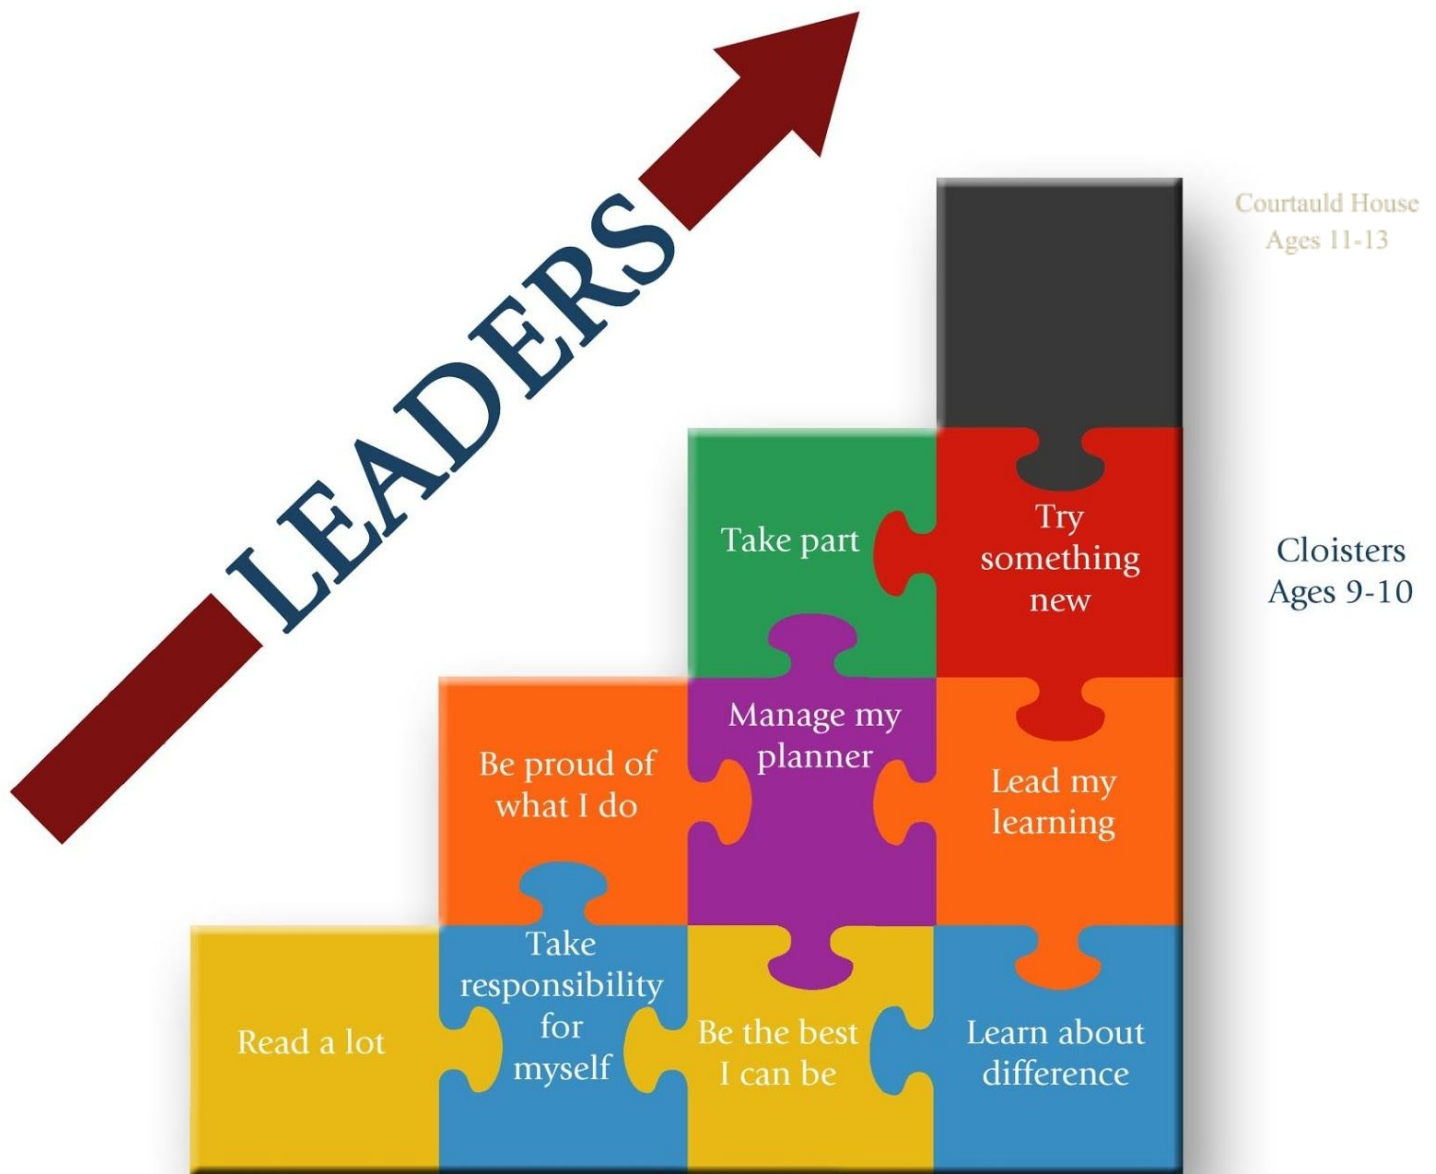 LEADERS
Courtauld House
Ages 11-13
Take part
Try
something
new
Cloisters
Ages 9-10
Be proud of
what I do
Manage my
planner
Lead my
learning
Read a lot
Take
responsibility
for
myself
Be the best
I can be
Learn about
difference